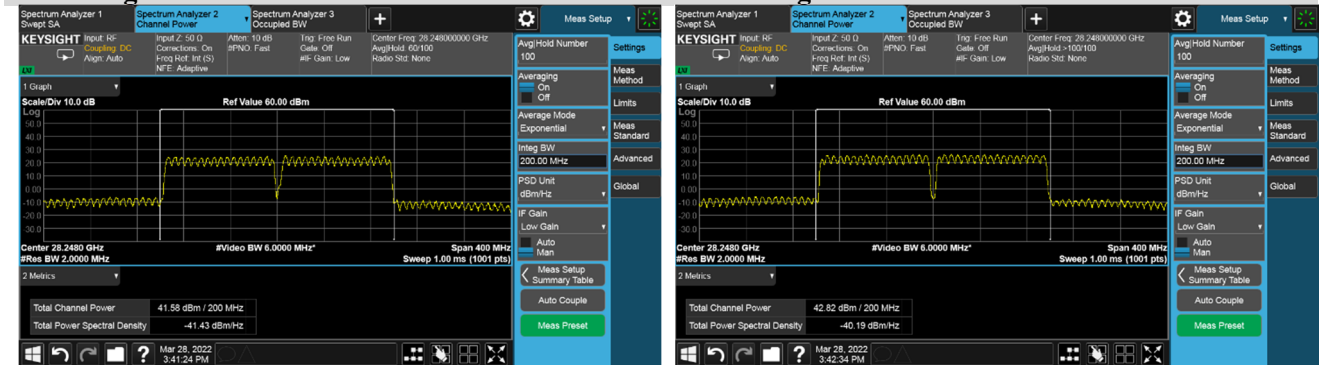 Spectrum Analyzer 1
Swept SA
Spectrum Analyzer 2
Channel Power
Spectrum Analyzer 3
Occupied BW
+
Meas Setup
KEYSIGHT
Input: RF
Coupling: DC
Align: Auto
Input Z: 50 Ω
Corrections: On
Freq Ref: Int (S)
NFE: Adaptive
Atten: 10 dB
#PNO: Fast
Trig: Free Run
Gate: Off
#IF Gain: Low
Center Freq: 28.248000000 GHz
Avg|Hold: 60/100
Radio Std: None
LXI
1 Graph
Scale/Div 10.0 dB
Ref Value 60.00 dBm
Log
50.0
40.0
30.0
20.0
10.0
0.00
-10.0
-20.0
-30.0
Center 28.2480 GHz
#Res BW 2.0000 MHz
#Video BW 6.0000 MHz*
Span 400 MHz
Sweep 1.00 ms (1001 pts)
2 Metrics
Total Channel Power 41.58 dBm / 200 MHz
Total Power Spectral Density -41.43 dBm/Hz
?
Mar 28, 2022
3:41:24 PM
Avg|Hold Number
100
Averaging
On
Off
Average Mode
Exponential
Integ BW
200.00 MHz
PSD Unit
dBm/Hz
IF Gain
Low Gain
Auto
Man
Meas Setup
Summary Table
Auto Couple
Meas Preset
Settings
Meas
Method
Limits
Meas
Standard
Advanced
Global
Spectrum Analyzer 1
Swept SA
Spectrum Analyzer 2
Channel Power
Spectrum Analyzer 3
Occupied BW
+
Meas Setup
KEYSIGHT
Input: RF
Coupling: DC
Align: Auto
Input Z: 50 Ω
Corrections: On
Freq Ref: Int (S)
NFE: Adaptive
Atten: 10 dB
#PNO: Fast
Trig: Free Run
Gate: Off
#IF Gain: Low
Center Freq: 28.248000000 GHz
Avg|Hold:>100/100
Radio Std: None
LXI
1 Graph
Scale/Div 10.0 dB
Ref Value 60.00 dBm
Log
50.0
40.0
30.0
20.0
10.0
0.00
-10.0
-20.0
-30.0
Center 28.2480 GHz
#Res BW 2.0000 MHz
#Video BW 6.0000 MHz*
Span 400 MHz
Sweep 1.00 ms (1001 pts)
2 Metrics
Total Channel Power 42.82 dBm / 200 MHz
Total Power Spectral Density -40.19 dBm/Hz
?
Mar 28, 2022
3:42:34 PM
Avg|Hold Number
100
Averaging
On
Off
Average Mode
Exponential
Integ BW
200.00 MHz
PSD Unit
dBm/Hz
IF Gain
Low Gain
Auto
Man
Meas Setup
Summary Table
Auto Couple
Meas Preset
Settings
Meas
Method
Limits
Meas
Standard
Advanced
Global